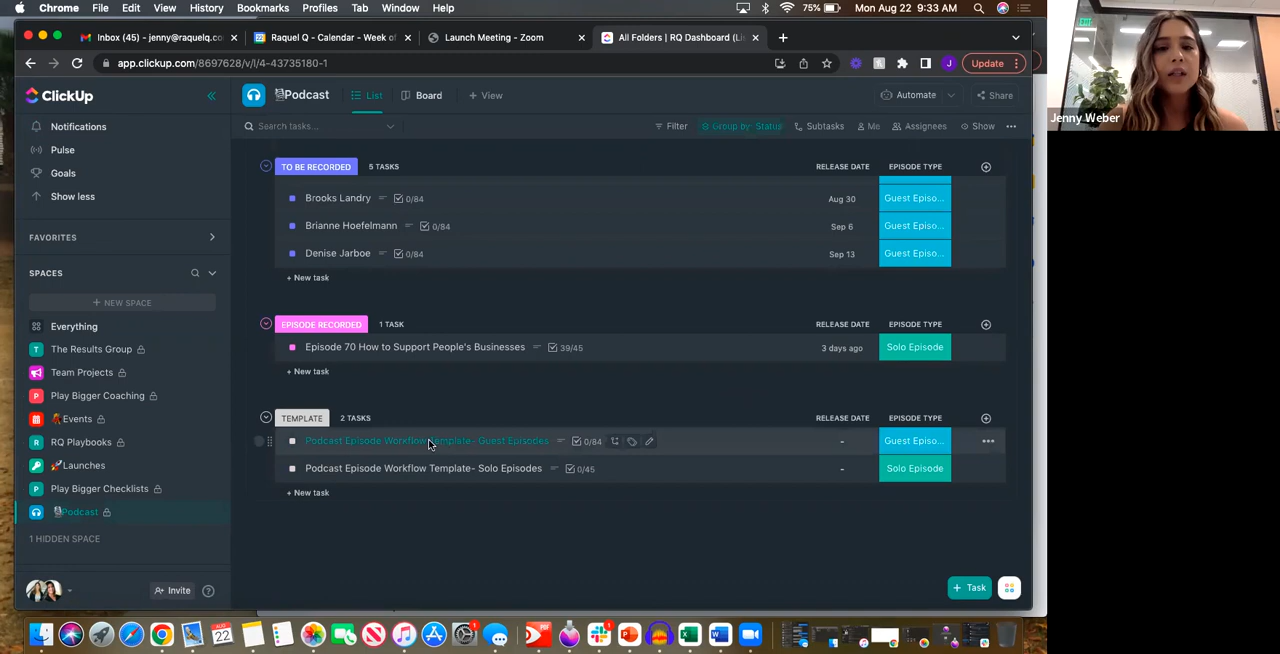 Chrome File Edit View History Bookmarks Profiles Tab Window Help 75% Mon Aug 22 9:33 AM
Inbox (45) - jenny@raquelq.co Raquel Q - Calendar - Week of Launch Meeting - Zoom All Folders | RQ Dashboard (Lis
app.clickup.com/8697628/v/l/4-43735180-1 J Update
ClickUp Podcast List Board + View Automate Share
Notifications
Search tasks... Filter Group by: Status Subtasks Me Assignees Show
Pulse
Goals
Show less
FAVORITES
SPACES
+ NEW SPACE
Everything
T The Results Group
Team Projects
P Play Bigger Coaching
Events
R RQ Playbooks
Launches
P Play Bigger Checklists
Podcast
1 HIDDEN SPACE
Invite
TO BE RECORDED 5 TASKS RELEASE DATE EPISODE TYPE
Brooks Landry 0/84 Aug 30 Guest Episo...
Brianne Hoefelmann 0/84 Sep 6 Guest Episo...
Denise Jarboe 0/84 Sep 13 Guest Episo...
+ New task
EPISODE RECORDED 1 TASK RELEASE DATE EPISODE TYPE
Episode 70 How to Support People's Businesses 39/45 3 days ago Solo Episode
+ New task
TEMPLATE 2 TASKS RELEASE DATE EPISODE TYPE
Podcast Episode Workflow Template- Guest Episodes 0/84 - Guest Episo...
Podcast Episode Workflow Template- Solo Episodes 0/45 - Solo Episode
+ New task
+ Task
Jenny Weber